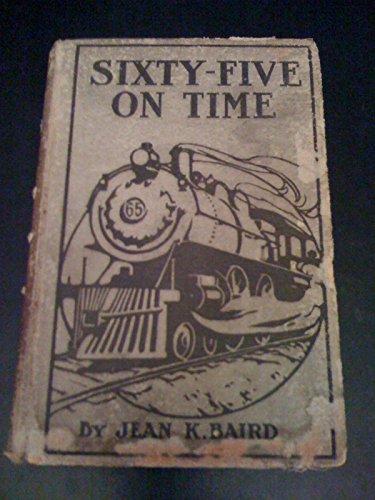 SIXTY-FIVE
ON TIME
65
By JEAN K. BAIRD